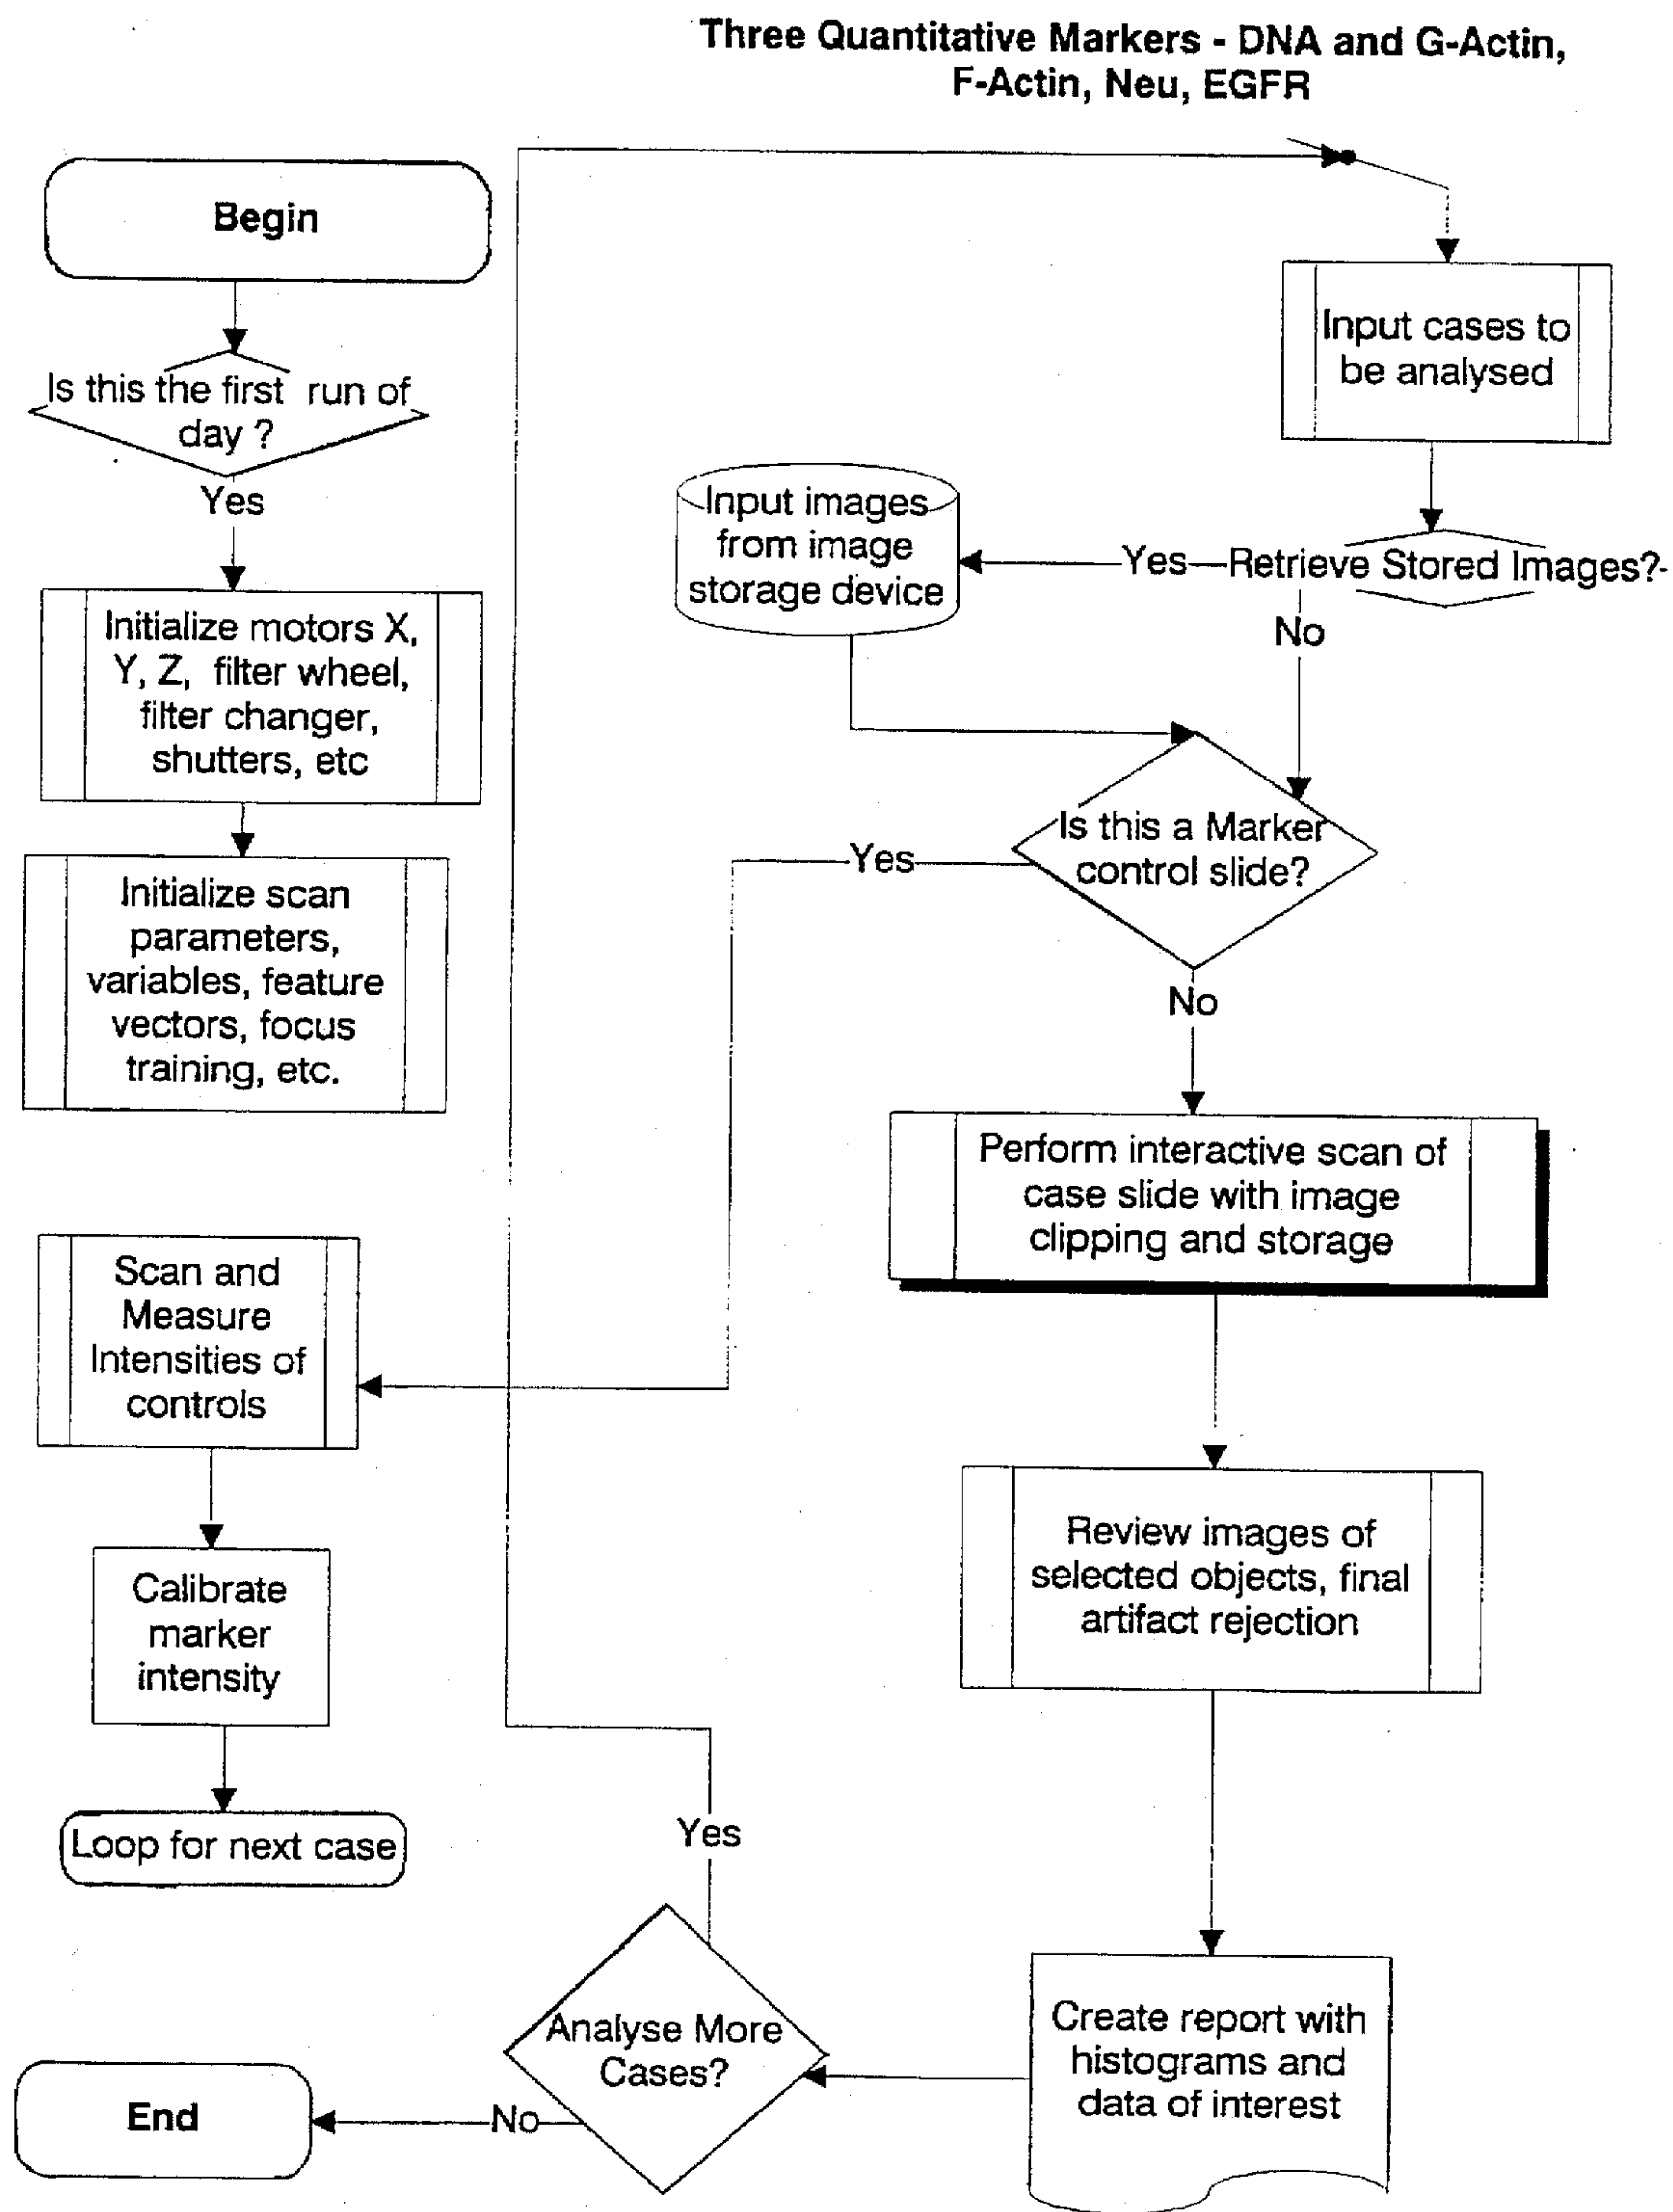 Three Quantitative Markers - DNA and G-Actin,
F-Actin, Neu, EGFR
Begin
Is this the first run of
day ?
Yes
Initialize motors X,
Y, Z, filter wheel,
filter changer,
shutters, etc
Initialize scan
parameters,
variables, feature
vectors, focus
training, etc.
Input cases to
be analysed
Retrieve Stored Images?
Yes
No
Input images
from image
storage device
Is this a Marker
control slide?
Yes
No
Scan and
Measure
Intensities of
controls
Calibrate
marker
intensity
Loop for next case
Perform interactive scan of
case slide with image
clipping and storage
Review images of
selected objects, final
artifact rejection
Create report with
histograms and
data of interest
Analyse More
Cases?
Yes
No
End